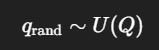 q_rand ∼ U(Q)